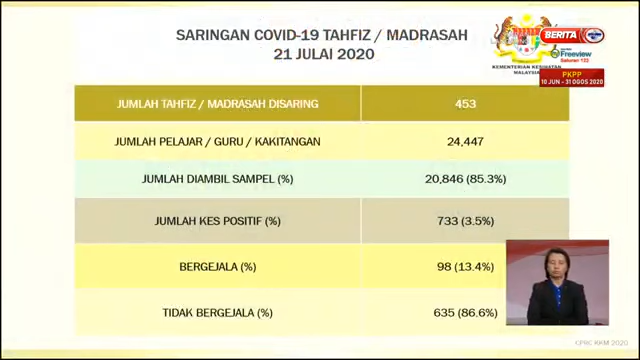 SARINGAN COVID-19 TAHFIZ / MADRASAH
21 JULAI 2020
KEMENTERIAN KESIHATAN
MALAYSIA
BERITA
Freeview
Saluran 123
PKPP
10 JUN - 31 OGOS 2020
JUMLAH TAHFIZ / MADRASAH DISARING 453
JUMLAH PELAJAR / GURU / KAKITANGAN 24,447
JUMLAH DIAMBIL SAMPEL (%) 20,846 (85.3%)
JUMLAH KES POSITIF (%) 733 (3.5%)
BERGEJALA (%) 98 (13.4%)
TIDAK BERGEJALA (%) 635 (86.6%)
CPRC KKM 2020